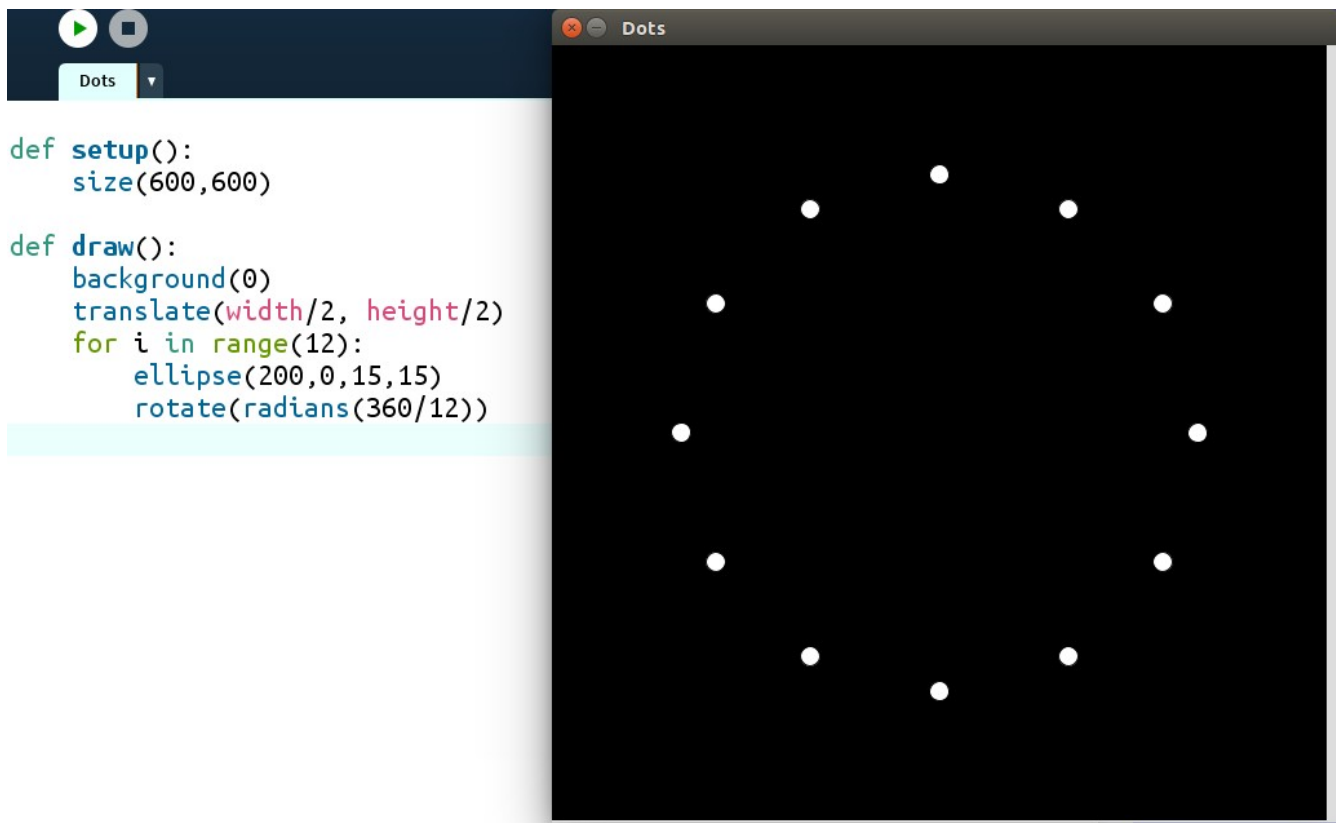 Dots
Dots
def setup():
    size(600,600)
def draw():
    background(0)
    translate(width/2, height/2)
    for i in range(12):
        ellipse(200,0,15,15)
        rotate(radians(360/12))